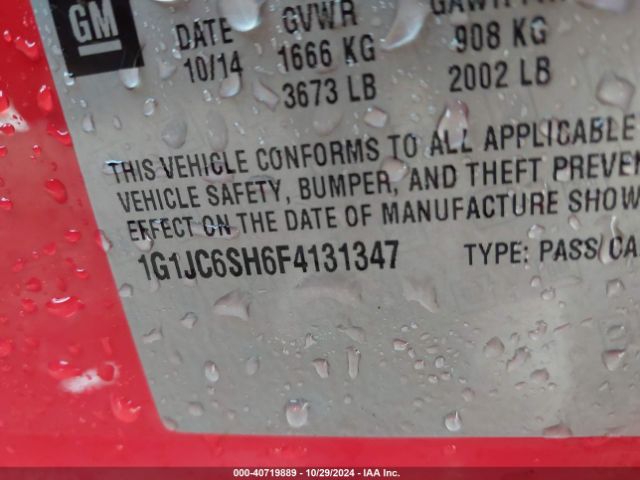 GM
DATE GVWR GAWR
10/14 1666 KG 908 KG
3673 LB 2002 LB
THIS VEHICLE CONFORMS TO ALL APPLICABLE
VEHICLE SAFETY, BUMPER, AND THEFT PREVEN
EFFECT ON THE DATE OF MANUFACTURE SHOW
1G1JC6SH6F4131347 TYPE: PASS/CA
000-40719889 - 10/29/2024 - IAA Inc.